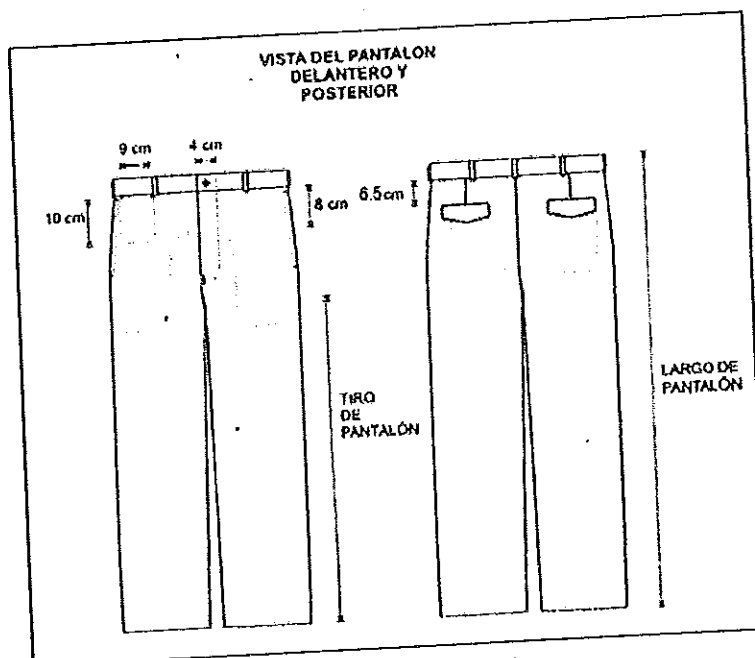 VISTA DEL PANTALON
DELANTERO Y
POSTERIOR
9 cm
4 cm
10 cm
8 cm
6.5cm
TIRO
DE
PANTALÓN
LARGO DE
PANTALÓN